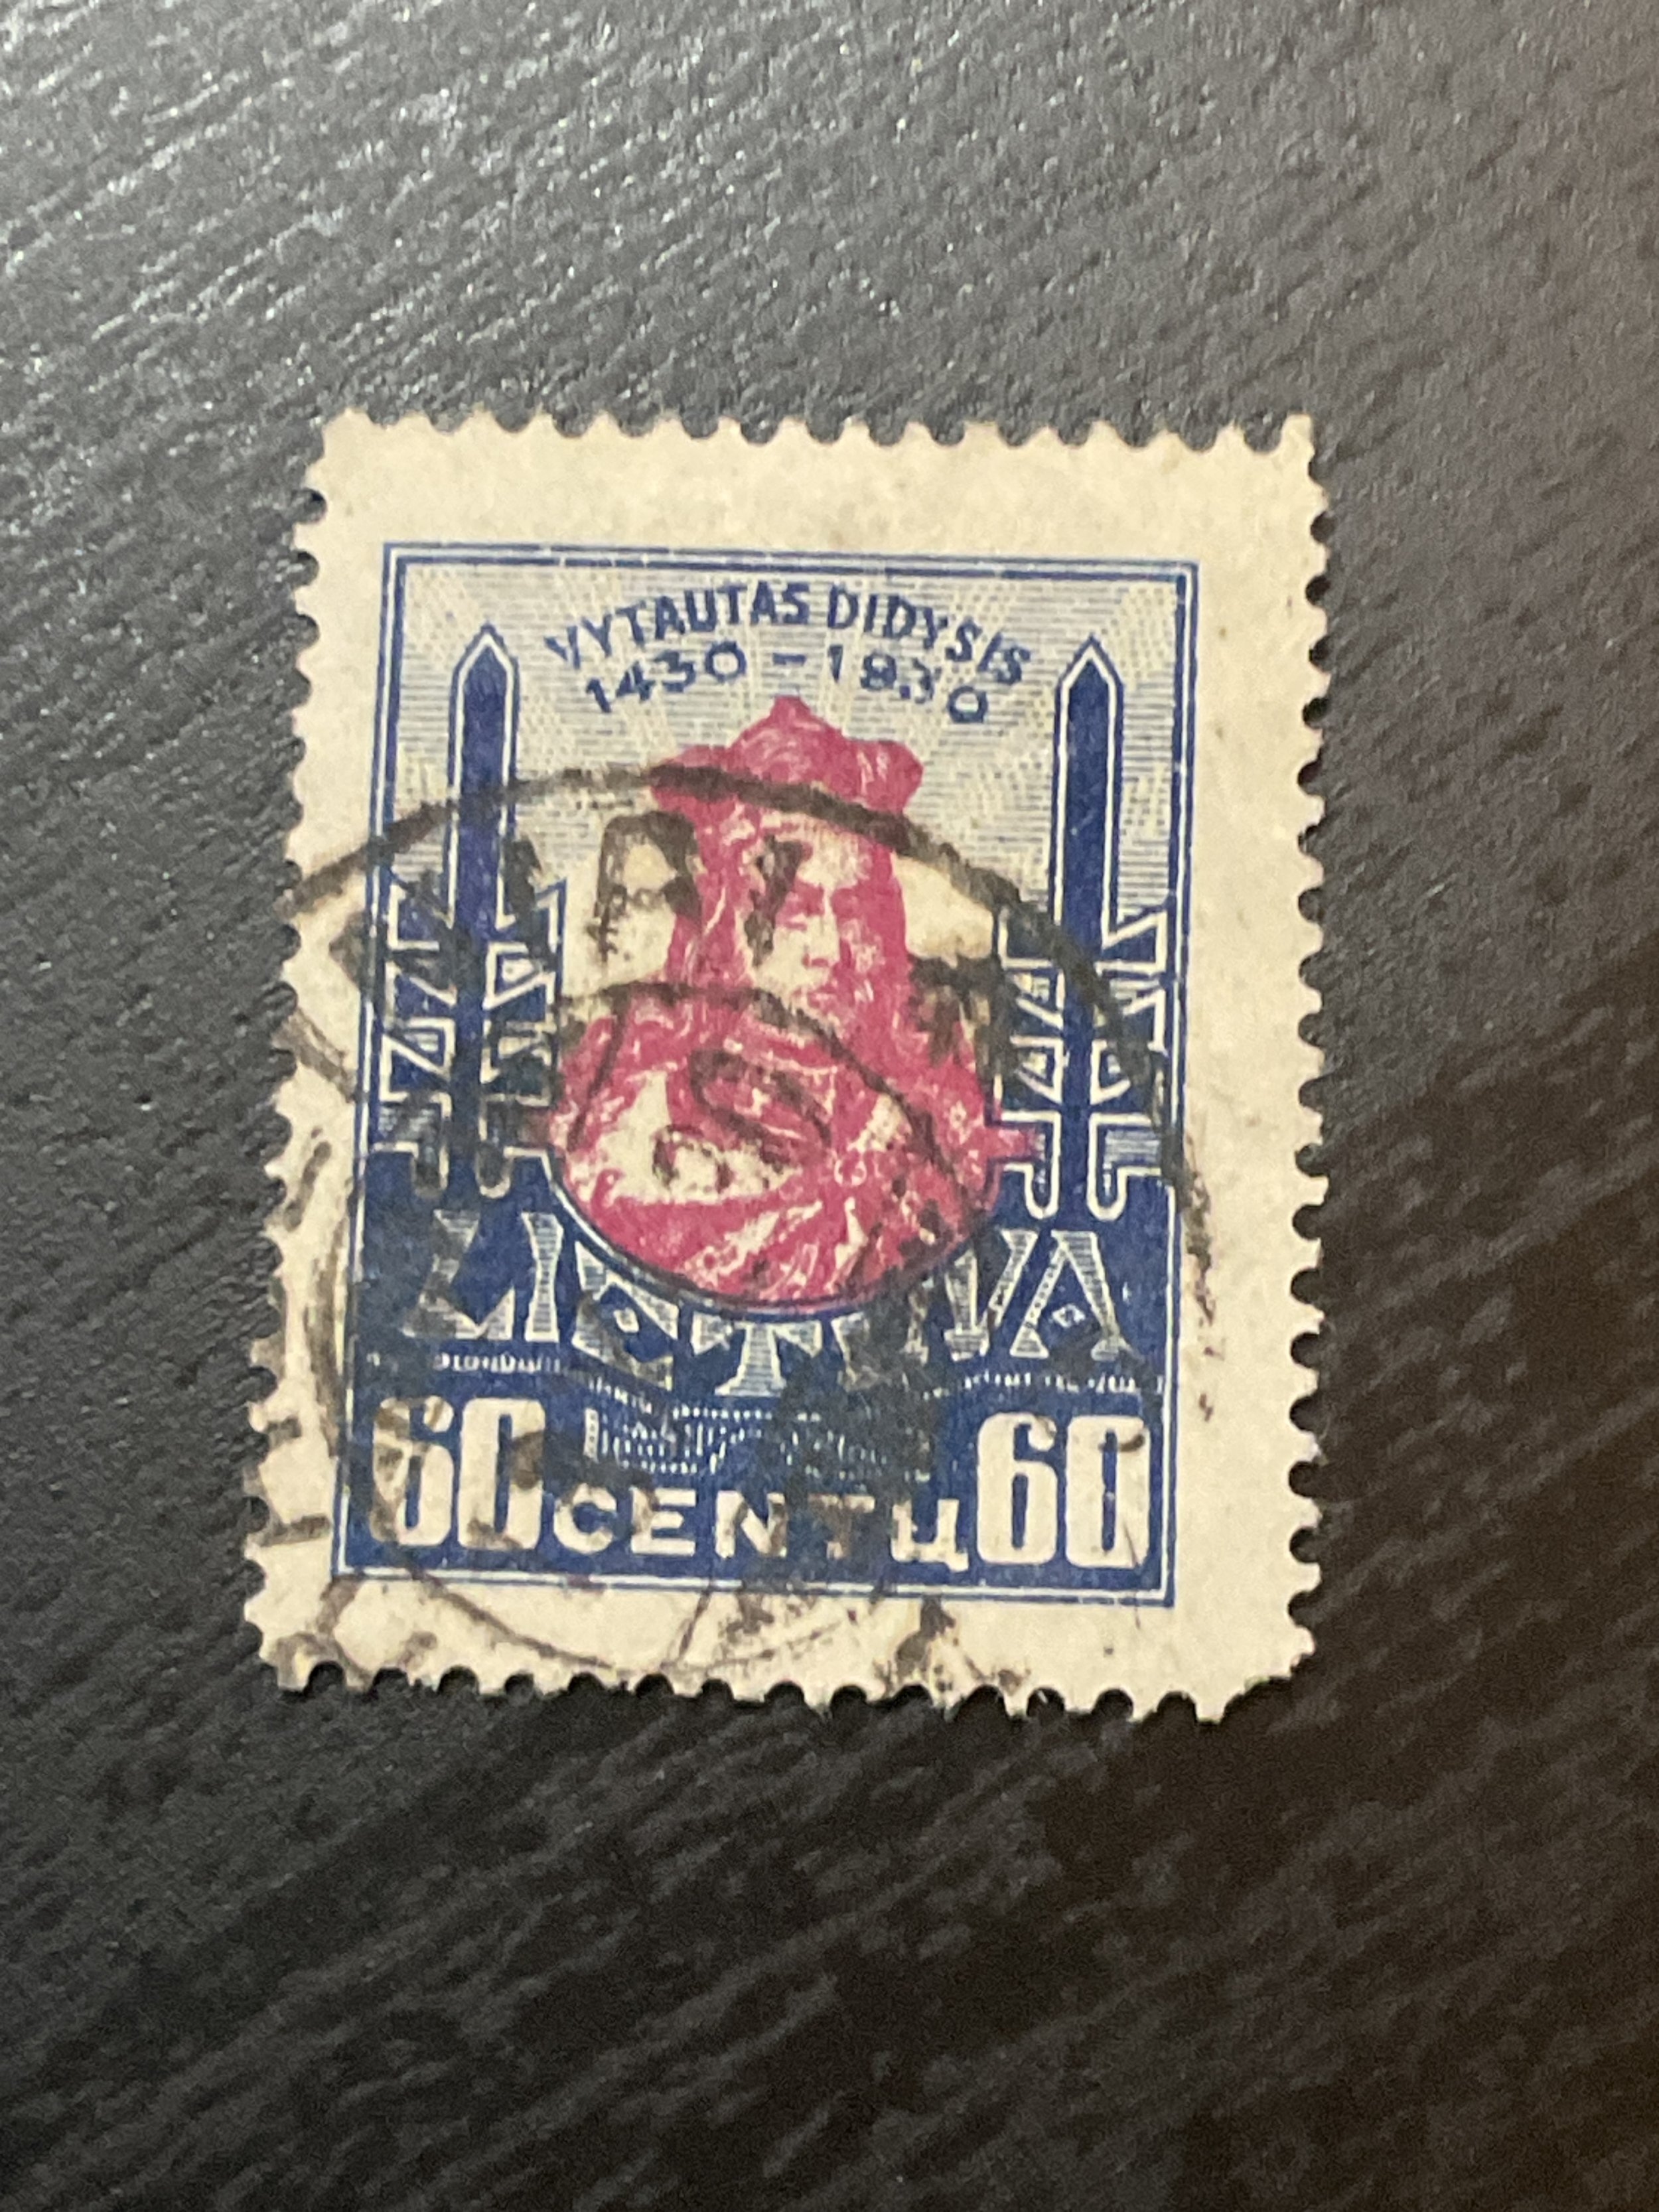 VYTAUTAS DIDYSIS
1430 - 1930
LIETUVA
60 CENTŲ 60